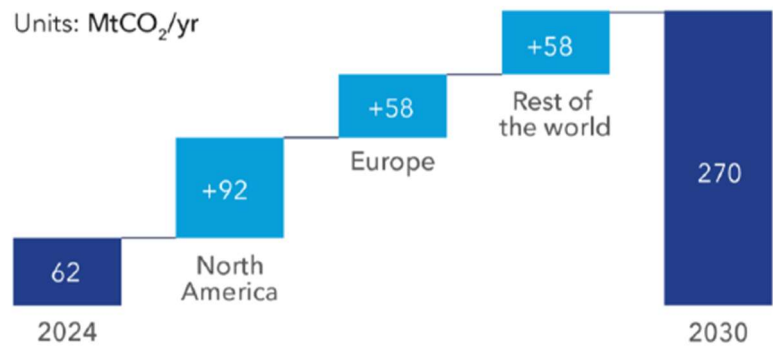 Units: MtCO₂/yr
62
2024
+92
North
America
+58
Europe
+58
Rest of
the world
270
2030